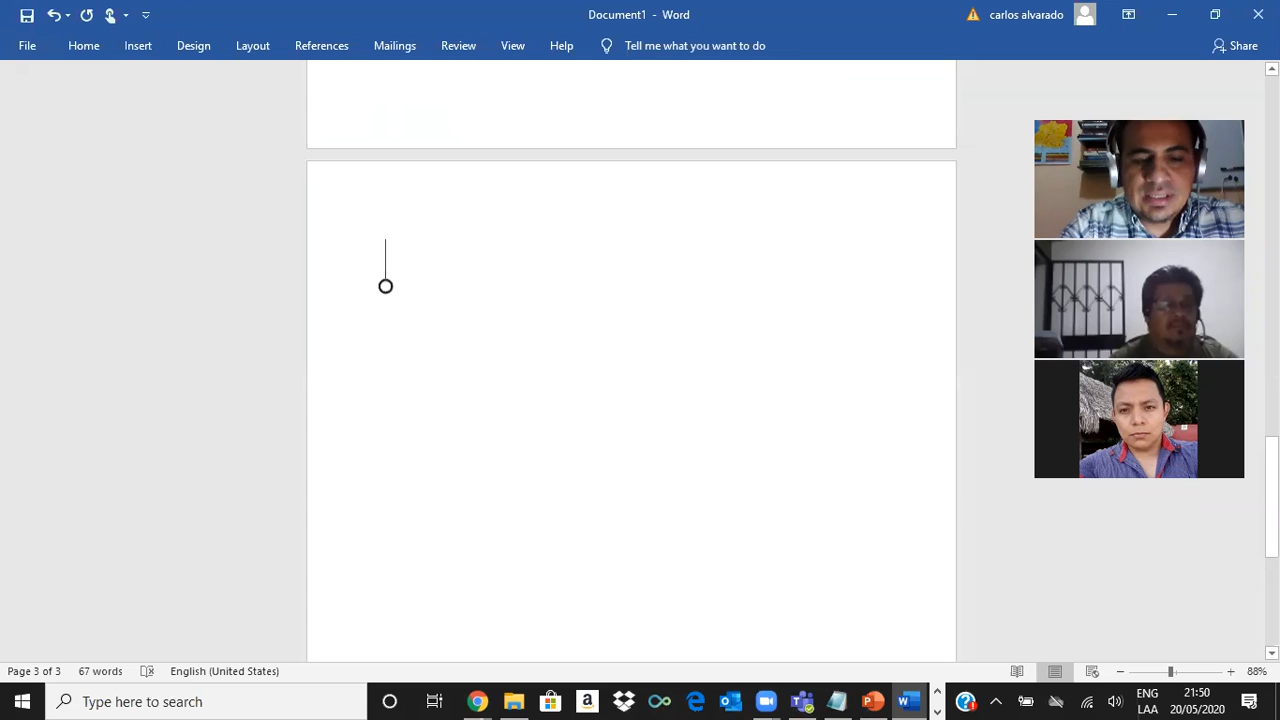 Document1 - Word
carlos alvarado
File Home Insert Design Layout References Mailings Review View Help Tell me what you want to do Share
Page 3 of 3 67 words English (United States) 88%
Type here to search
ENG 21:50
LAA 20/05/2020